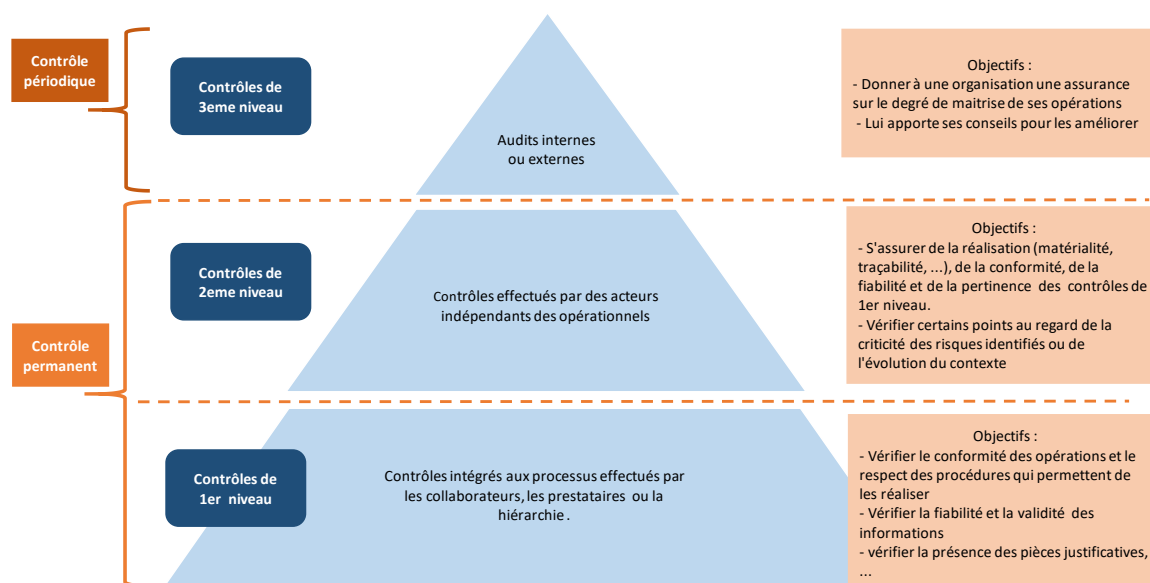 Contrôle
périodique
Contrôles de
3eme niveau
Audits internes
ou externes
Objectifs :
- Donner à une organisation une assurance
sur le degré de maitrise de ses opérations
- Lui apporte ses conseils pour les améliorer
Contrôle
permanent
Contrôles de
2eme niveau
Contrôles effectués par des acteurs
indépendants des opérationnels
Objectifs :
- S'assurer de la réalisation (matérialité,
traçabilité, ...), de la conformité, de la
fiabilité et de la pertinence des contrôles de
1er niveau.
- Vérifier certains points au regard de la
criticité des risques identifiés ou de
l'évolution du contexte
Contrôles de
1er niveau
Contrôles intégrés aux processus effectués par
les collaborateurs, les prestataires ou la
hiérarchie .
Objectifs :
- Vérifier le conformité des opérations et le
respect des procédures qui permettent de
les réaliser
- Vérifier la fiabilité et la validité des
informations
- vérifier la présence des pièces justificatives,
...